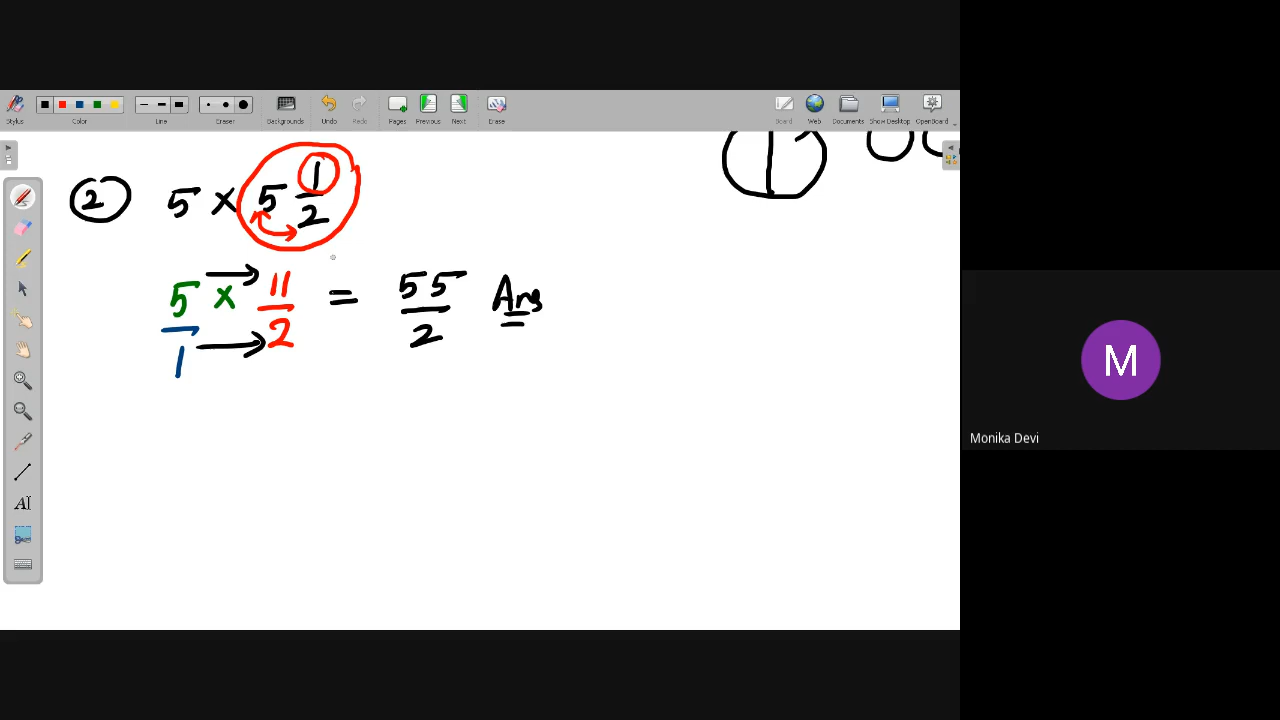 Stylus Color Line Eraser Backgrounds Undo Redo Pages Previous Next Erase Board Web Documents Show Desktop OpenBoard
2 5 × 5 1/2
5/1 × 11/2 = 55/2 Ans
M
Monika Devi
AI